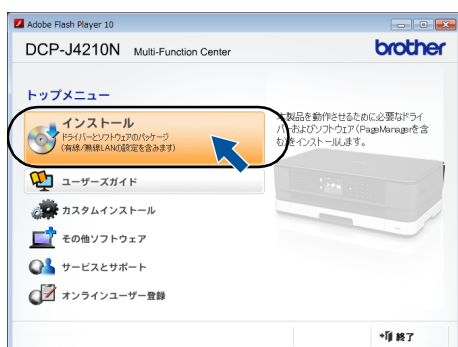 Adobe Flash Player 10
DCP-J4210N Multi-Function Center
brother
トップメニュー
インストール
ドライバーとソフトウェアのパッケージ
(有線/無線LANの設定を含みます)
本製品を動作させるために必要なドライ
バーおよびソフトウェア(PageManagerを含
む)をインストールします。
ユーザーズガイド
カスタムインストール
その他ソフトウェア
サービスとサポート
オンラインユーザー登録
終了